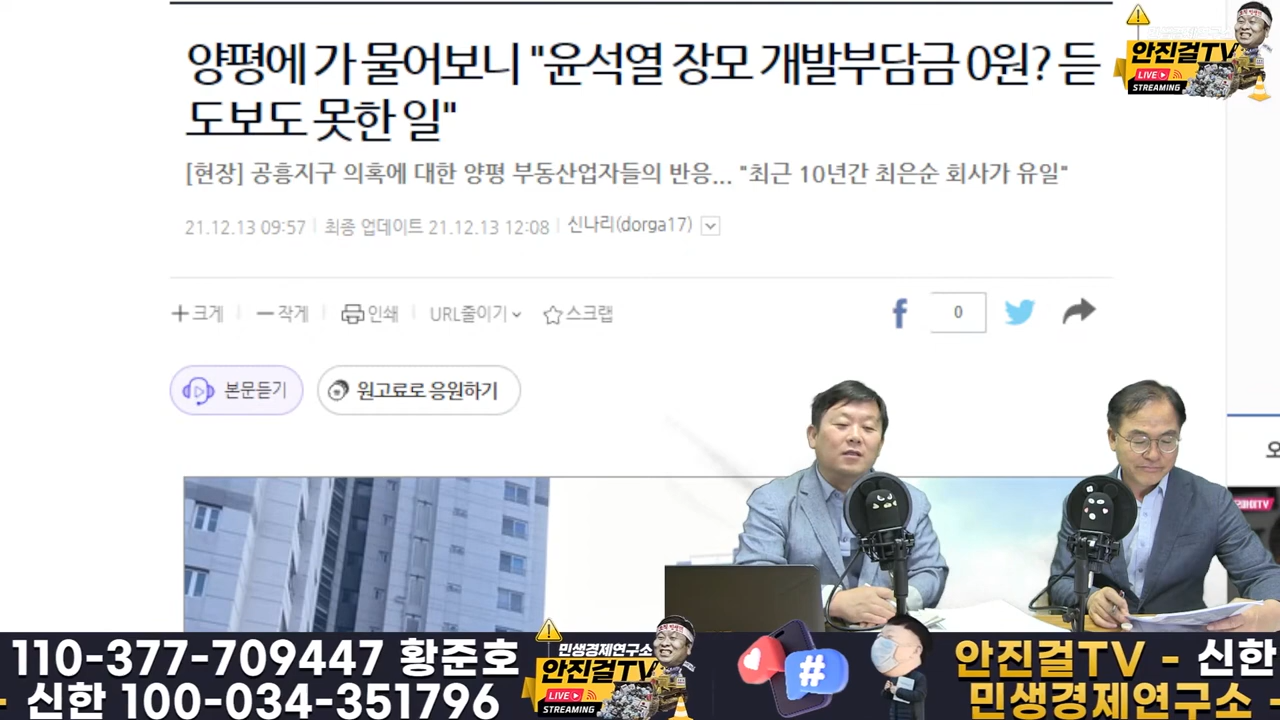 양평에 가 물어보니 "윤석열 장모 개발부담금 0원? 듣
도보도 못한 일"
[현장] 공흥지구 의혹에 대한 양평 부동산업자들의 반응... "최근 10년간 최은순 회사가 유일"
21.12.13 09:57 최종 업데이트 21.12.13 12:08 신나리(dorga17)
크게 작게 인쇄 URL줄이기 스크랩
0
본문듣기 원고료로 응원하기
민생경제연구소
안진걸TV
LIVE
STREAMING
110-377-709447 황준호
- 신한 100-034-351796
민생경제연구소
안진걸TV
LIVE
STREAMING
#
안진걸TV - 신한
민생경제연구소 -